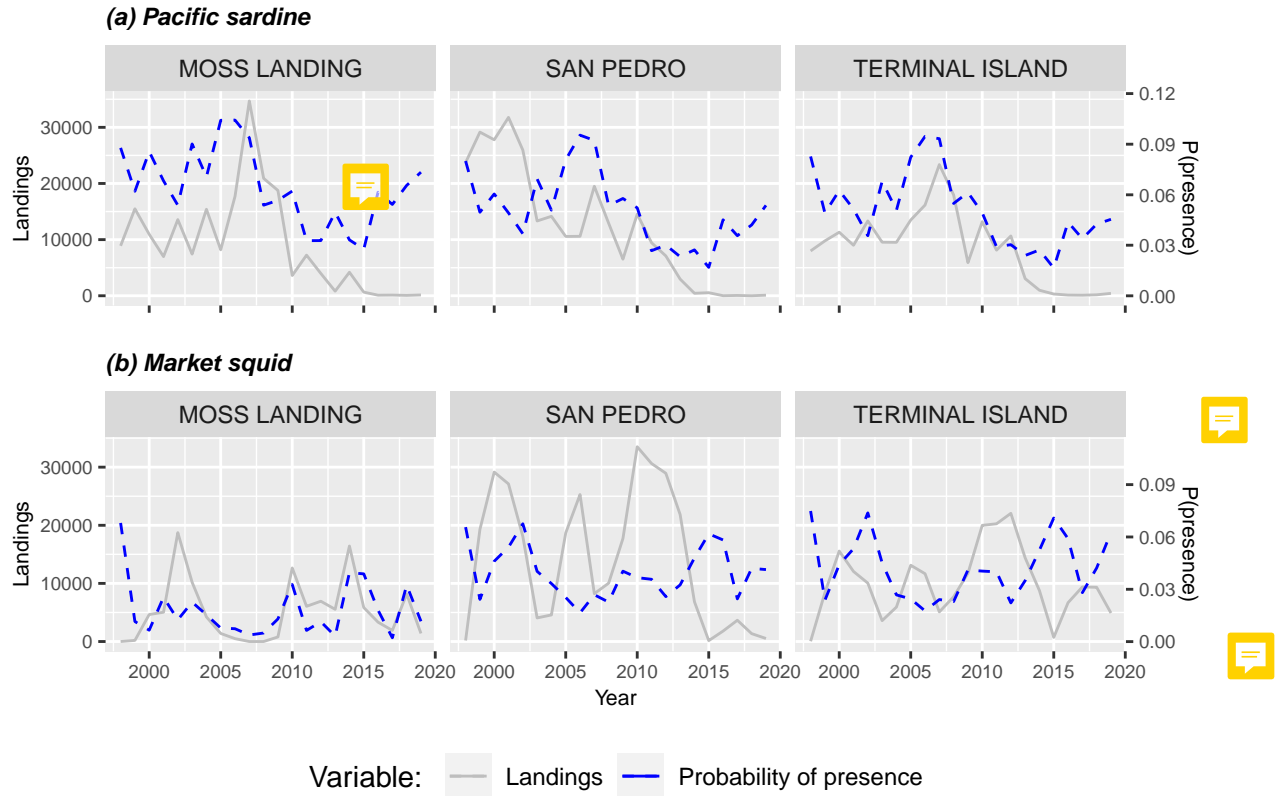 (a) Pacific sardine
MOSS LANDING SAN PEDRO TERMINAL ISLAND
Landings
30000
20000
10000
0
0.12
0.09
0.06
0.03
0.00
P(presence)
2000 2005 2010 2015 2020 2000 2005 2010 2015 2020 2000 2005 2010 2015 2020
(b) Market squid
MOSS LANDING SAN PEDRO TERMINAL ISLAND
Landings
30000
20000
10000
0
0.09
0.06
0.03
0.00
P(presence)
Year
Variable: Landings Probability of presence